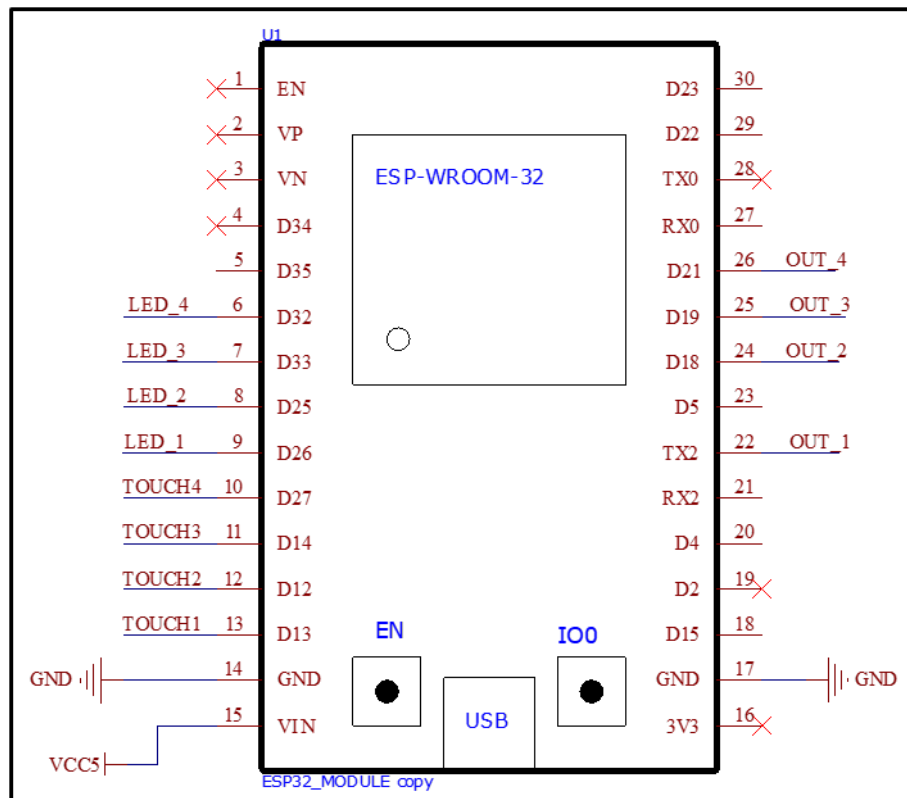 U1
1 EN D23 30
2 VP D22 29
ESP-WROOM-32
3 VN TX0 28
4 D34 RX0 27
5 D35 D21 26 OUT_4
LED_4 6 D32 D19 25 OUT_3
LED_3 7 D33 D18 24 OUT_2
LED_2 8 D25 D5 23
LED_1 9 D26 TX2 22 OUT_1
TOUCH4 10 D27 RX2 21
TOUCH3 11 D14 D4 20
TOUCH2 12 D12 D2 19
TOUCH1 13 D13 EN IO0 D15 18
GND 14 GND GND 17 GND
15 VIN USB 3V3 16
VCC5
ESP32_MODULE copy